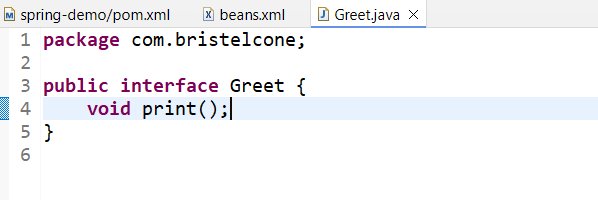 spring-demo/pom.xml beans.xml Greet.java
1 package com.bristelcone;
2
3 public interface Greet {
4     void print();
5 }
6